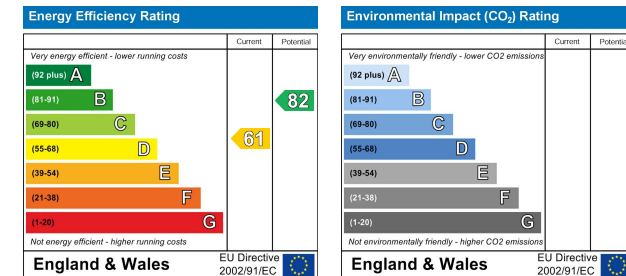 Energy Efficiency Rating
Current Potential
Very energy efficient - lower running costs
(92 plus) A
(81-91) B
82
(69-80) C
61
(55-68) D
(39-54) E
(21-38) F
(1-20) G
Not energy efficient - higher running costs
England & Wales
EU Directive
2002/91/EC
Environmental Impact (CO₂) Rating
Current Potential
Very environmentally friendly - lower CO2 emissions
(92 plus) A
(81-91) B
(69-80) C
(55-68) D
(39-54) E
(21-38) F
(1-20) G
Not environmentally friendly - higher CO2 emissions
England & Wales
EU Directive
2002/91/EC